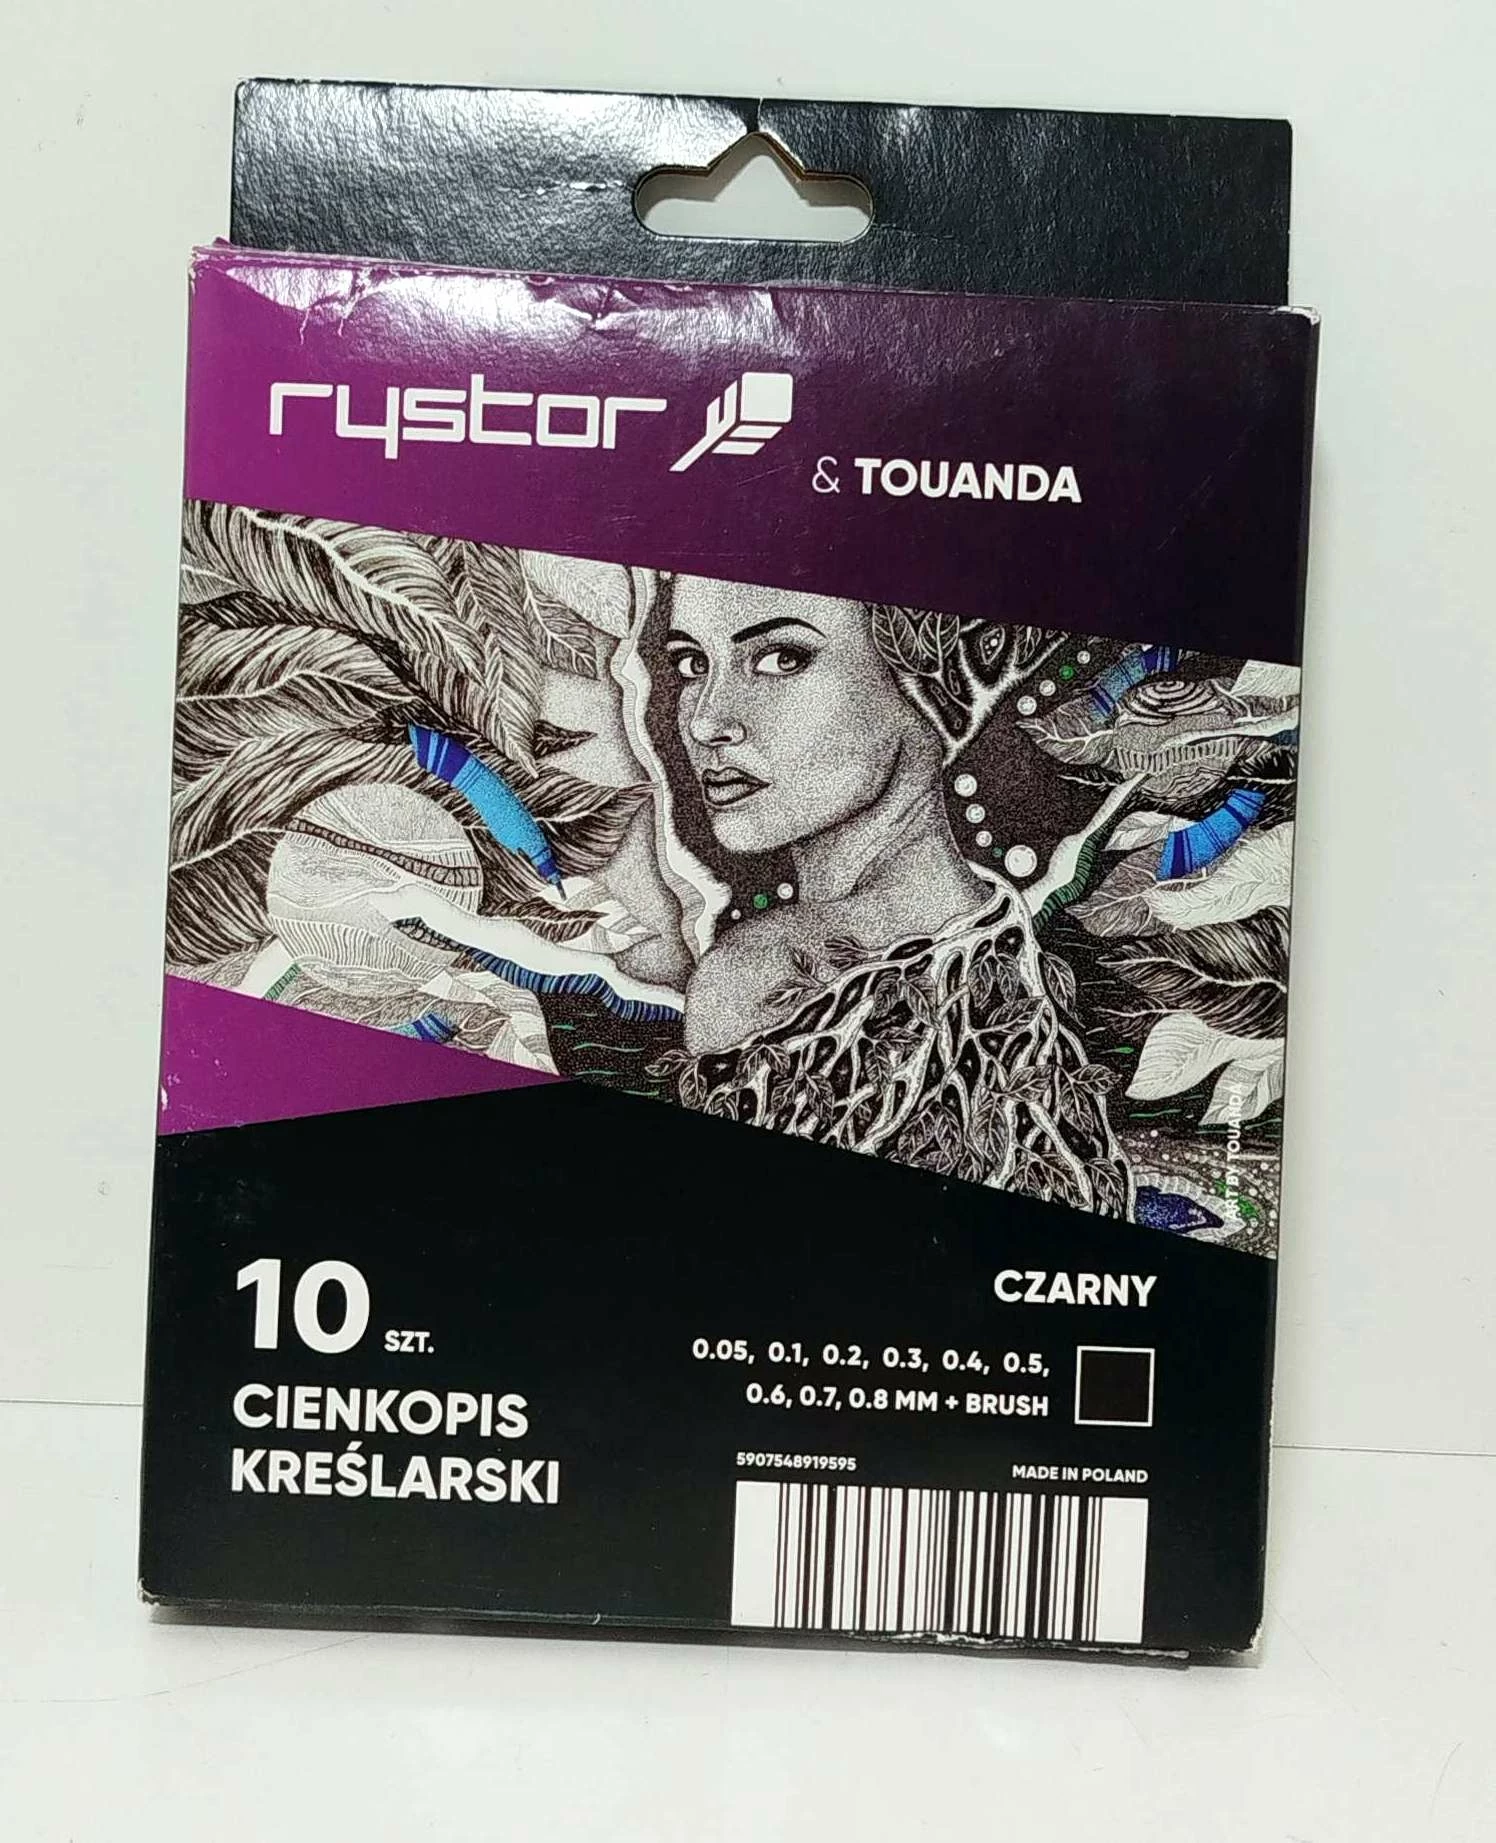 rystor
& TOUANDA
ART BY TOUANDA
10 SZT.
CIENKOPIS
KREŚLARSKI
CZARNY
0.05, 0.1, 0.2, 0.3, 0.4, 0.5,
0.6, 0.7, 0.8 MM + BRUSH
5907548919595
MADE IN POLAND